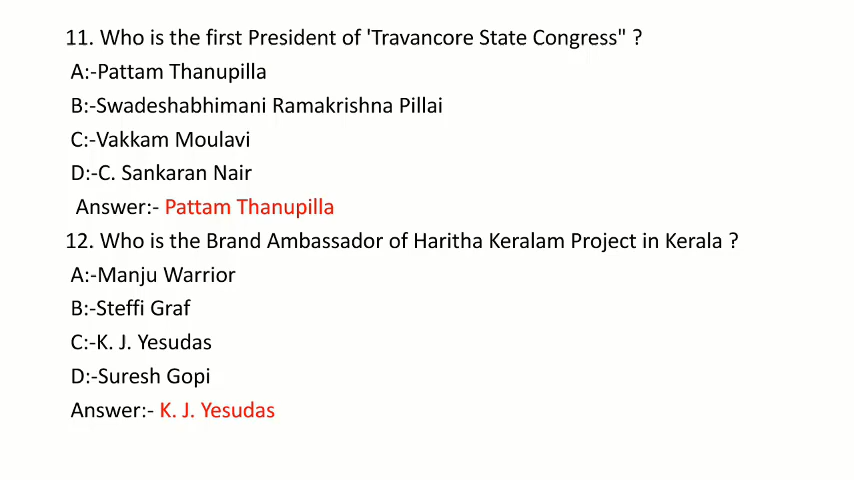 11. Who is the first President of 'Travancore State Congress" ?
A:-Pattam Thanupilla
B:-Swadeshabhimani Ramakrishna Pillai
C:-Vakkam Moulavi
D:-C. Sankaran Nair
Answer:- Pattam Thanupilla
12. Who is the Brand Ambassador of Haritha Keralam Project in Kerala ?
A:-Manju Warrior
B:-Steffi Graf
C:-K. J. Yesudas
D:-Suresh Gopi
Answer:- K. J. Yesudas